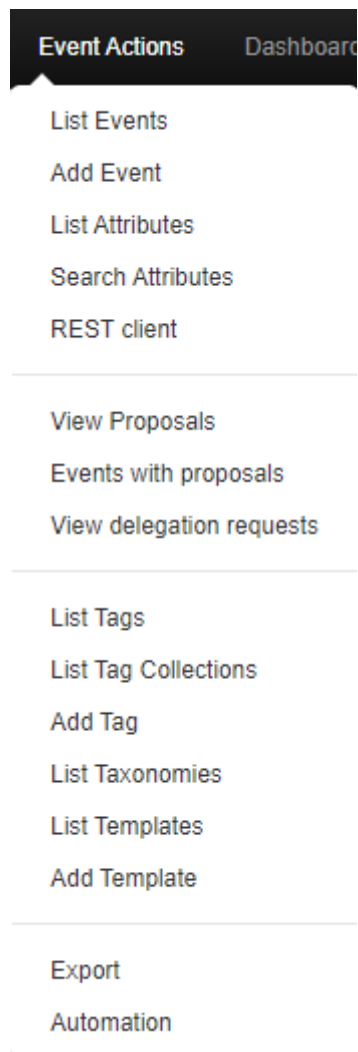 Event Actions Dashboard
List Events
Add Event
List Attributes
Search Attributes
REST client
View Proposals
Events with proposals
View delegation requests
List Tags
List Tag Collections
Add Tag
List Taxonomies
List Templates
Add Template
Export
Automation